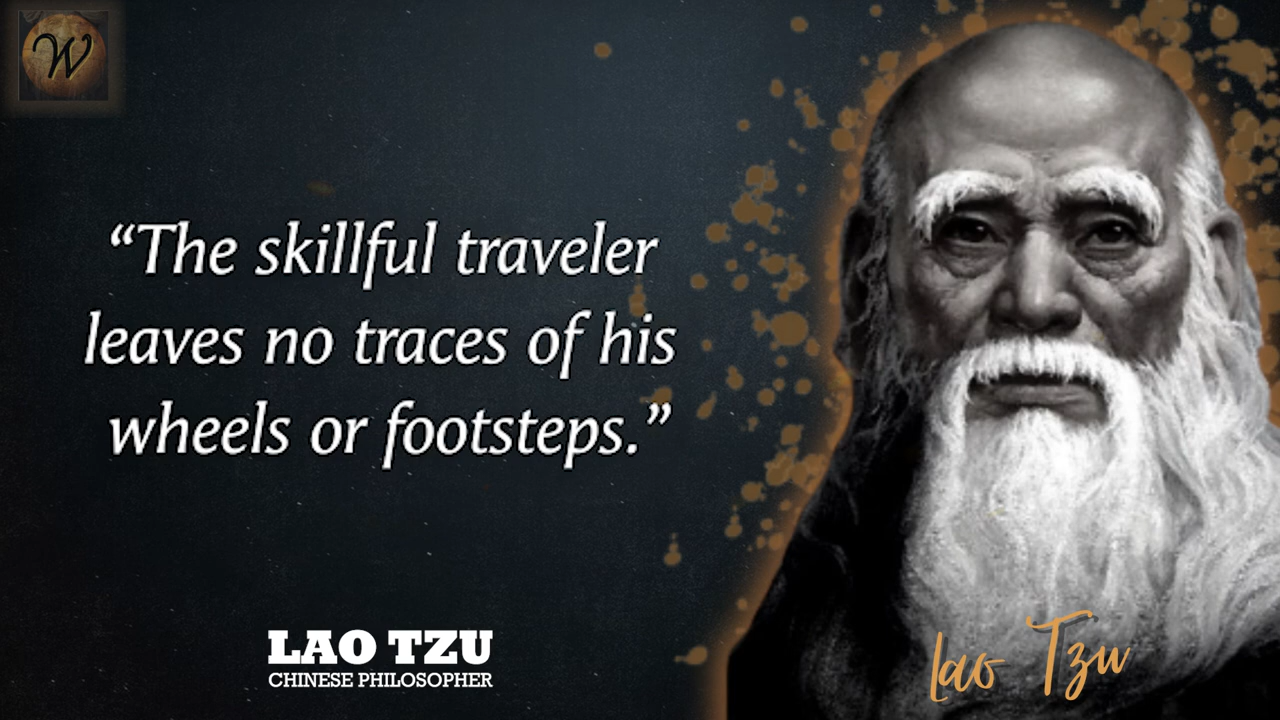 W
“The skillful traveler
leaves no traces of his
wheels or footsteps.”
LAO TZU
CHINESE PHILOSOPHER
Lao Tzu